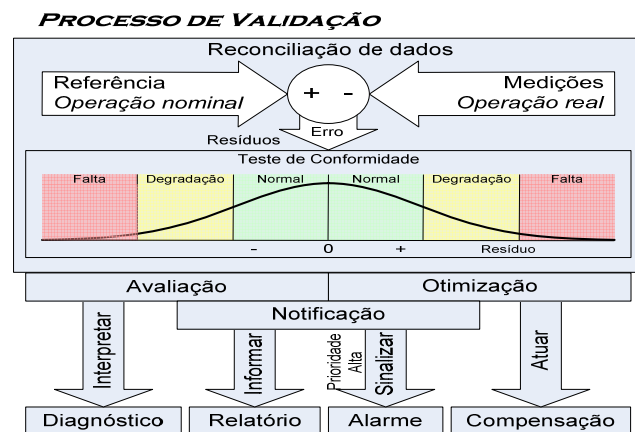 PROCESSO DE VALIDAÇÃO
Reconciliação de dados
Referência
Operação nominal
+ -
Medições
Operação real
Erro
Resíduos
Teste de Conformidade
Falta Degradação Normal Normal Degradação Falta
- 0 + Resíduo
Avaliação Otimização
Notificação
Interpretar
Informar
Prioridade
Alta
Sinalizar
Atuar
Diagnóstico Relatório Alarme Compensação